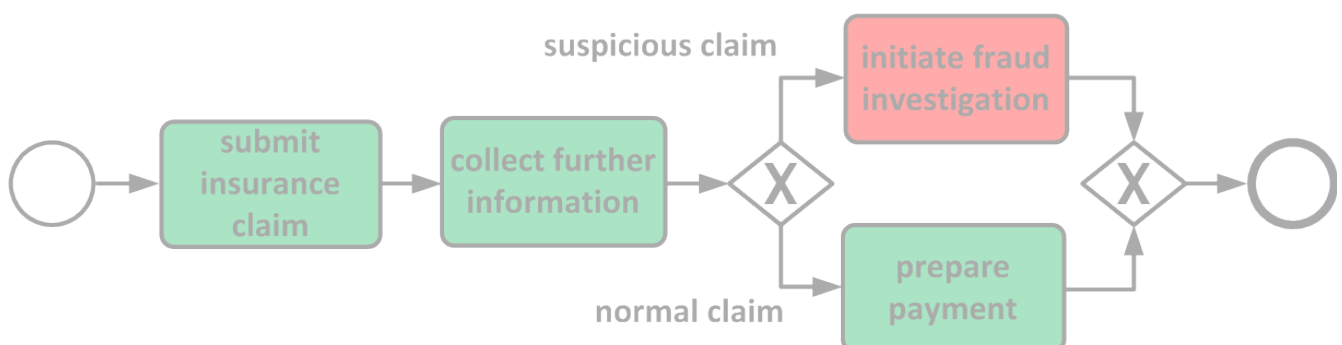 suspicious claim
initiate fraud
investigation
submit
insurance
claim
collect further
information
X
X
normal claim
prepare
payment